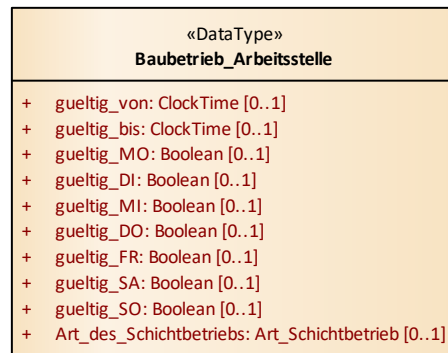 «DataType»
Baubetrieb_Arbeitsstelle
+ gueltig_von: ClockTime [0..1]
+ gueltig_bis: ClockTime [0..1]
+ gueltig_MO: Boolean [0..1]
+ gueltig_DI: Boolean [0..1]
+ gueltig_MI: Boolean [0..1]
+ gueltig_DO: Boolean [0..1]
+ gueltig_FR: Boolean [0..1]
+ gueltig_SA: Boolean [0..1]
+ gueltig_SO: Boolean [0..1]
+ Art_des_Schichtbetriebs: Art_Schichtbetrieb [0..1]